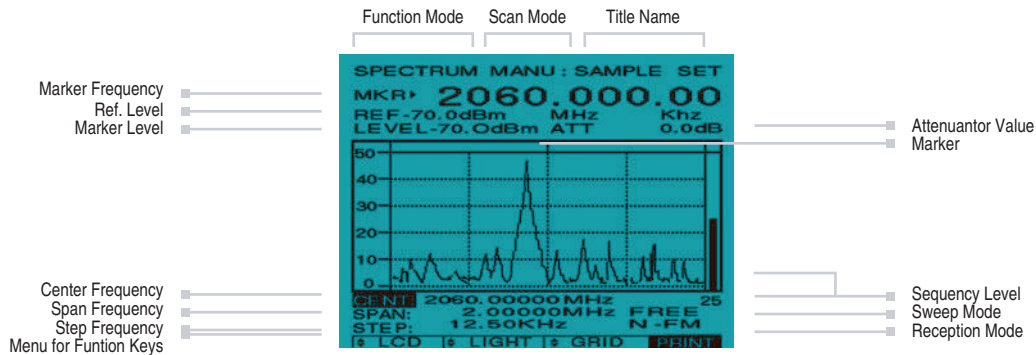 Function Mode Scan Mode Title Name
SPECTRUM MANU : SAMPLE SET
Marker Frequency MKR 2060.000.00
Ref. Level REF-70.0dBm MHz Khz
Marker Level LEVEL-70.0dBm ATT 0.0dB Attenuantor Value
Marker
50
40
30
20
10
0
Center Frequency CENT: 2060.00000 MHz 25 Sequency Level
Span Frequency SPAN: 2.00000MHz FREE Sweep Mode
Step Frequency STEP: 12.50KHz N-FM Reception Mode
Menu for Funtion Keys LCD LIGHT GRID PRINT